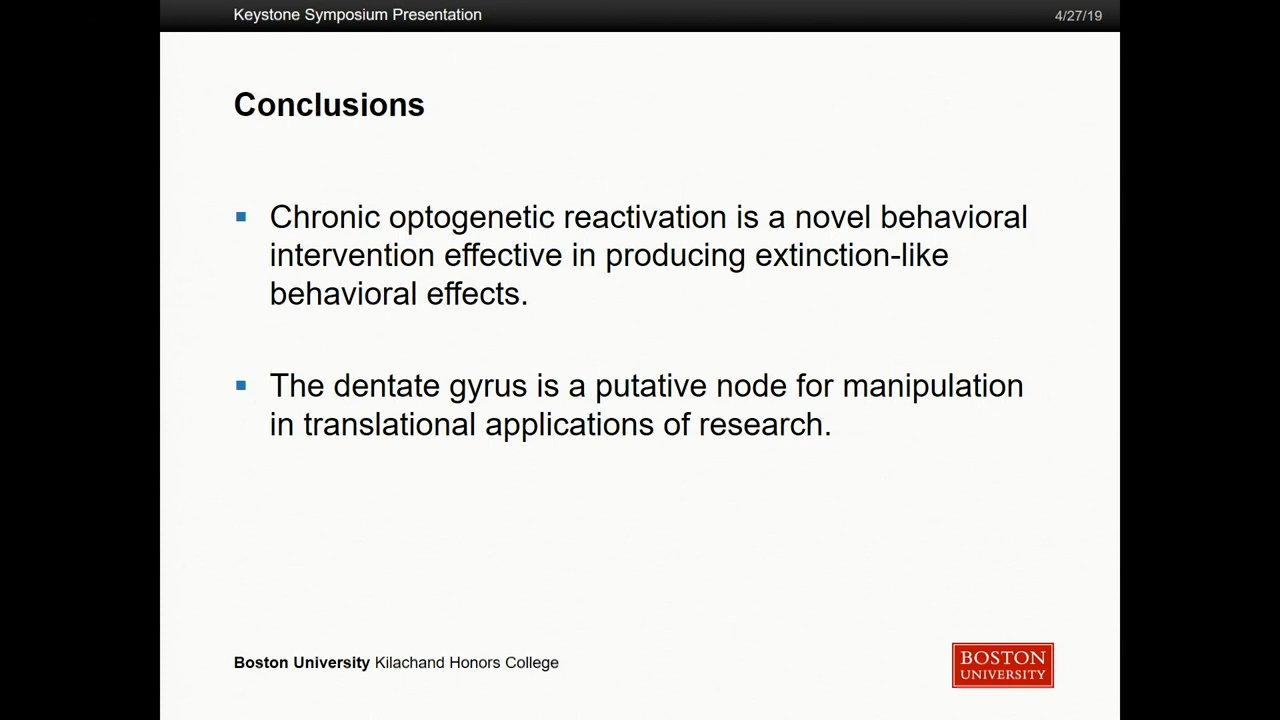 Keystone Symposium Presentation
4/27/19
Conclusions
▪ Chronic optogenetic reactivation is a novel behavioral
intervention effective in producing extinction-like
behavioral effects.
▪ The dentate gyrus is a putative node for manipulation
in translational applications of research.
Boston University Kilachand Honors College
BOSTON
UNIVERSITY